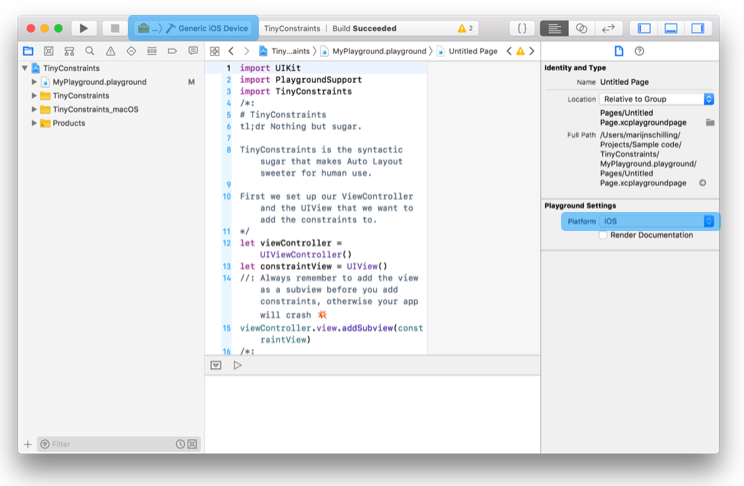 ...〉 Generic iOS Device
TinyConstraints | Build Succeeded
2
{ }
Tiny...aints 〉 MyPlayground.playground 〉 Untitled Page
TinyConstraints
MyPlayground.playground M
TinyConstraints
TinyConstraints_macOS
Products
Filter
1 import UIKit
2 import PlaygroundSupport
3 import TinyConstraints
4 /*:
5 # TinyConstraints
6 tl;dr Nothing but sugar.
7
8 TinyConstraints is the syntactic
sugar that makes Auto Layout
sweeter for human use.
9
10 First we set up our ViewController
and the UIView that we want to
add the constraints to.
11 */
12 let viewController =
UIViewController()
13 let constraintView = UIView()
14 //: Always remember to add the view
as a subview before you add
constraints, otherwise your app
will crash 💥
15 viewController.view.addSubview(const
raintView)
16 /*:
Identity and Type
Name Untitled Page
Location Relative to Group
Pages/Untitled
Page.xcplaygroundpage
Full Path /Users/marijnschilling/
Projects/Sample code/
TinyConstraints/
MyPlayground.playground/
Pages/Untitled
Page.xcplaygroundpage
Playground Settings
Platform iOS
Render Documentation